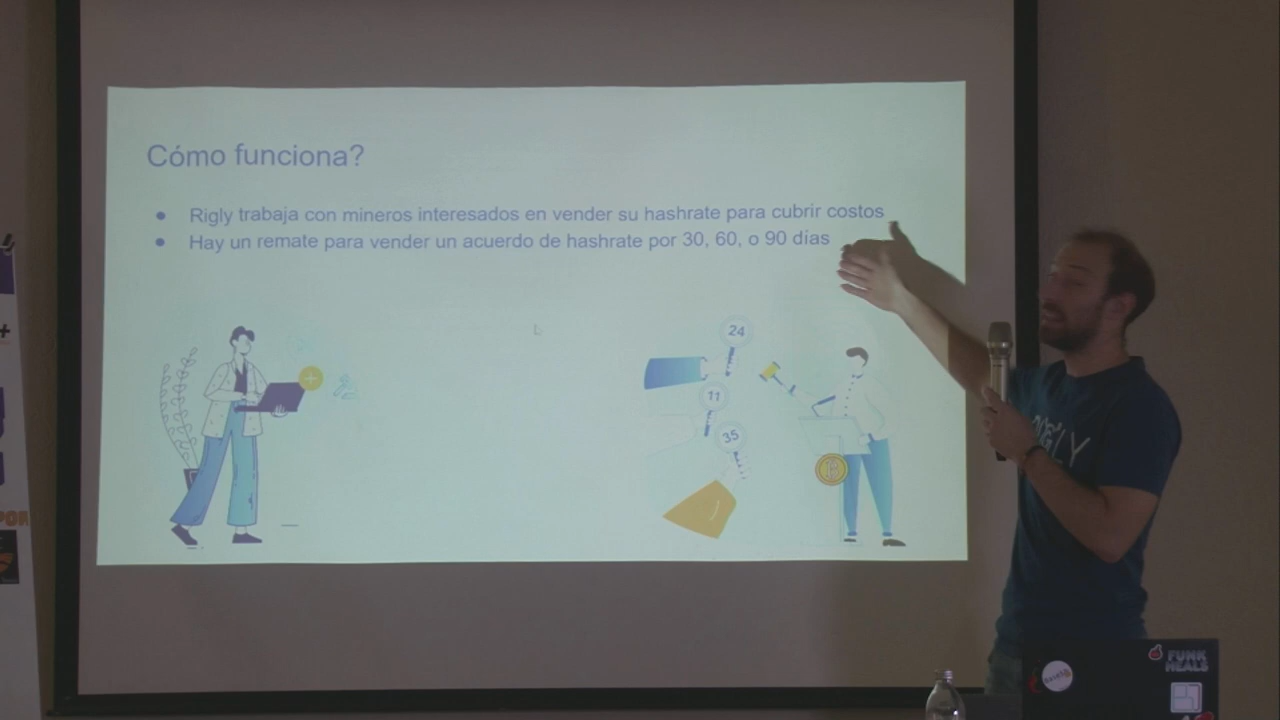 Cómo funciona?
● Rigly trabaja con mineros interesados en vender su hashrate para cubrir costos
● Hay un remate para vender un acuerdo de hashrate por 30, 60, o 90 días
24
11
35
FUNK
MEALS